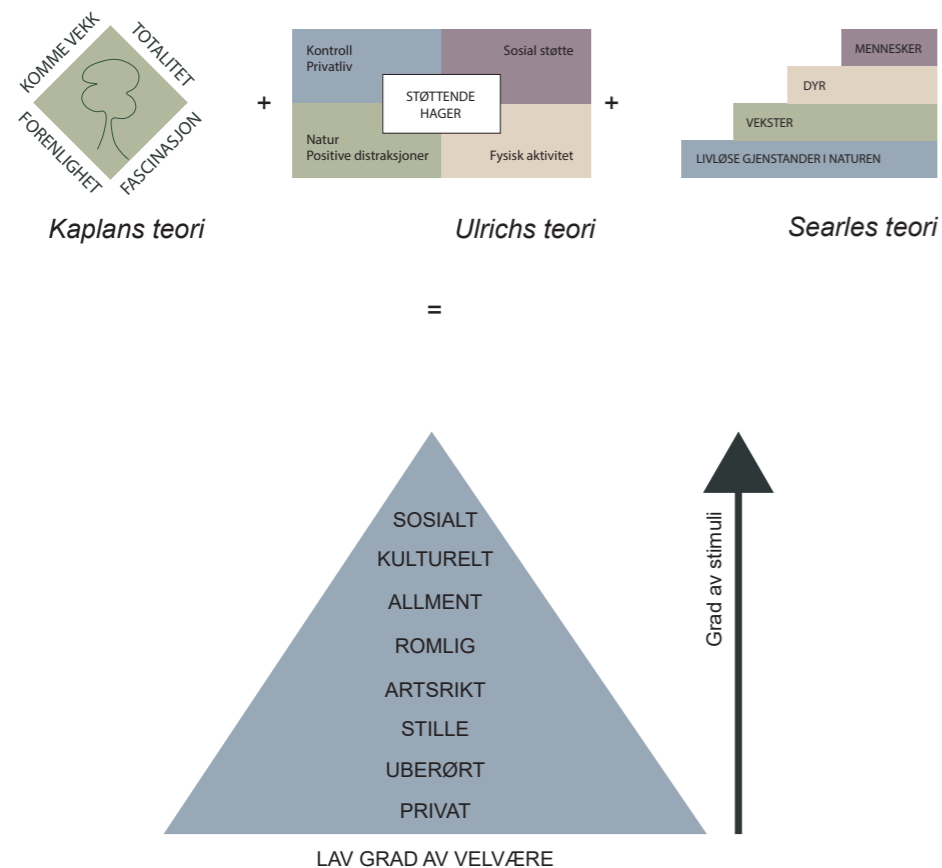 KOMME VEKK
TOTALITET
FORENLIGHET
FASCINASJON
Kaplans teori
+
Kontroll
Privatliv
Sosial støtte
STØTTENDE
HAGER
Natur
Positive distraksjoner
Fysisk aktivitet
Ulrichs teori
+
MENNESKER
DYR
VEKSTER
LIVLØSE GJENSTANDER I NATUREN
Searles teori
=
SOSIALT
KULTURELT
ALLMENT
ROMLIG
ARTSRIKT
STILLE
UBERØRT
PRIVAT
LAV GRAD AV VELVÆRE
Grad av stimuli